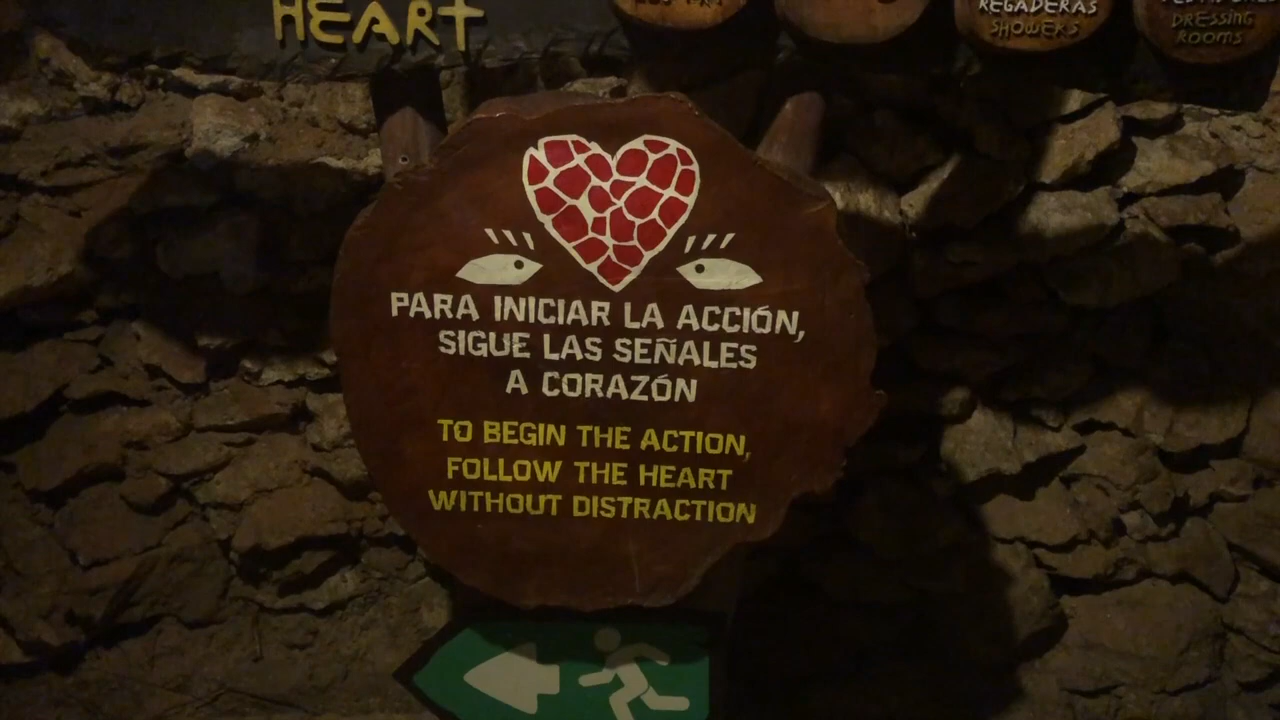 HEART
REGADERAS
SHOWERS
DRESSING
ROOMS
PARA INICIAR LA ACCIÓN,
SIGUE LAS SEÑALES
A CORAZÓN
TO BEGIN THE ACTION,
FOLLOW THE HEART
WITHOUT DISTRACTION